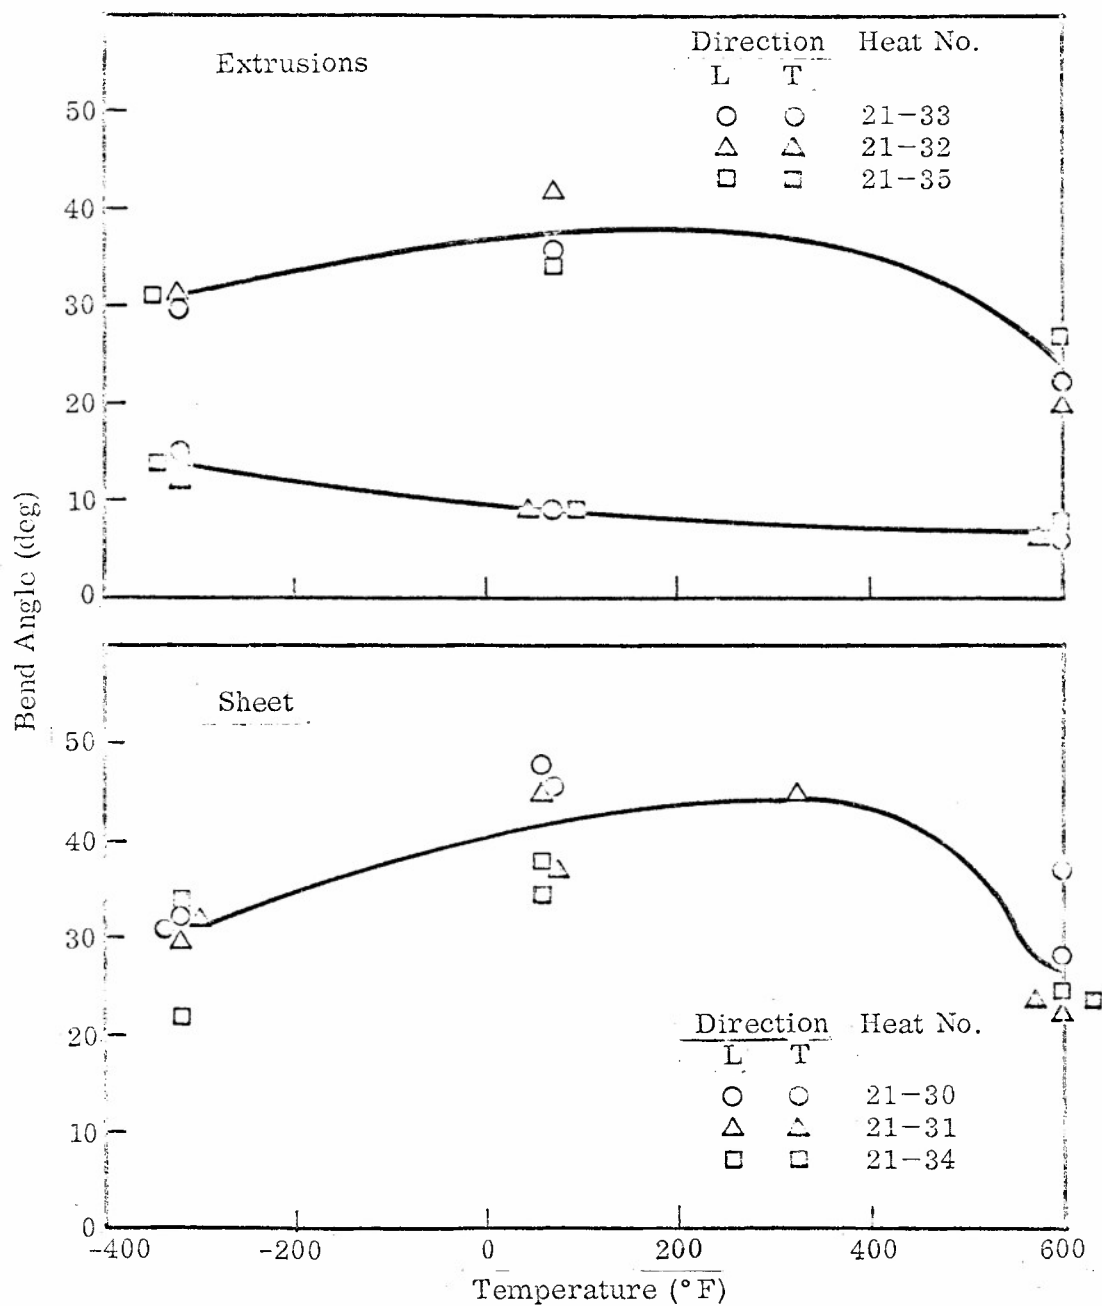 Extrusions
Direction Heat No.
L T
21-33
21-32
21-35
50
40
30
20
10
0
Bend Angle (deg)
Sheet
50
40
30
20
10
0
Direction Heat No.
L T
21-30
21-31
21-34
-400 -200 0 200 400 600
Temperature (°F)